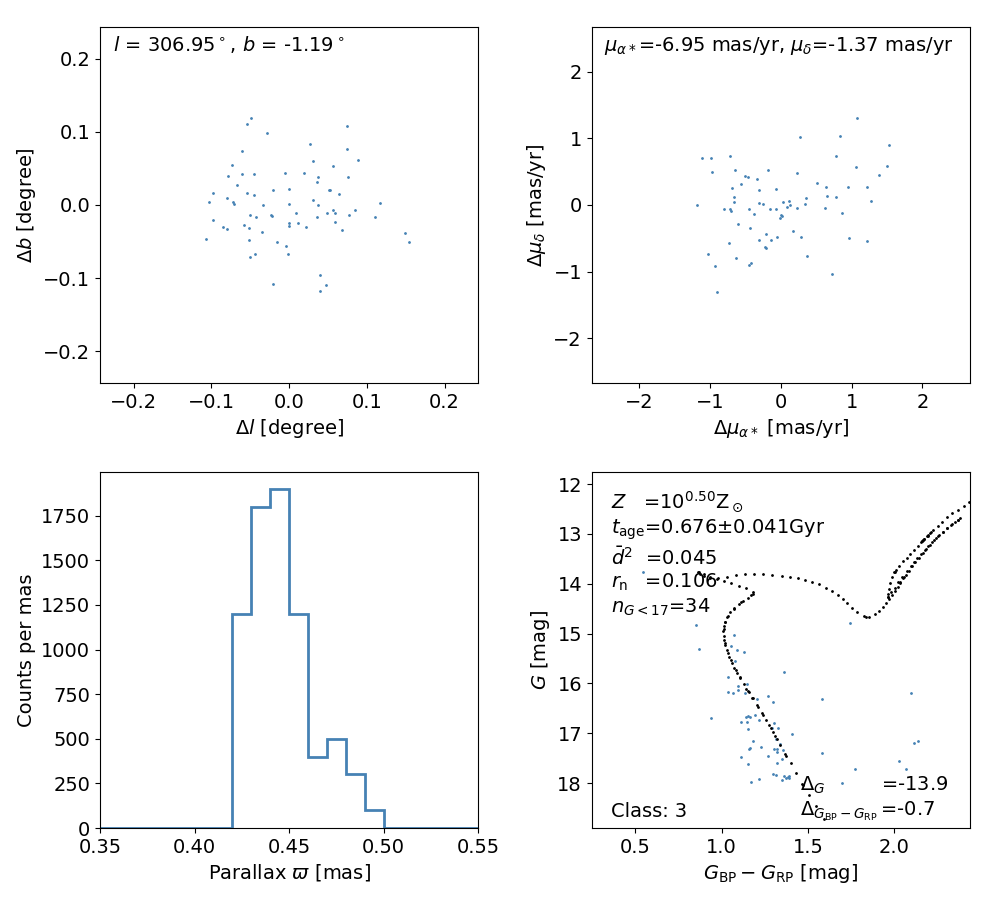 l = 306.95°, b = -1.19°
0.2
0.1
0.0
−0.1
−0.2
Δb [degree]
−0.2 −0.1 0.0 0.1 0.2
Δl [degree]
μα*=-6.95 mas/yr, μδ=-1.37 mas/yr
2
1
0
−1
−2
Δμδ [mas/yr]
−2 −1 0 1 2
Δμα* [mas/yr]
1750
1500
1250
1000
750
500
250
0
Counts per mas
0.35 0.40 0.45 0.50 0.55
Parallax ϖ [mas]
12
13
14
15
16
17
18
G [mag]
Z =10^0.50 Z⊙
t_age=0.676±0.041Gyr
d̄² =0.045
r_n =0.106
n_G<17=34
Δ_G =-13.9
Δ_GBP−GRP =-0.7
Class: 3
0.5 1.0 1.5 2.0
G_BP − G_RP [mag]